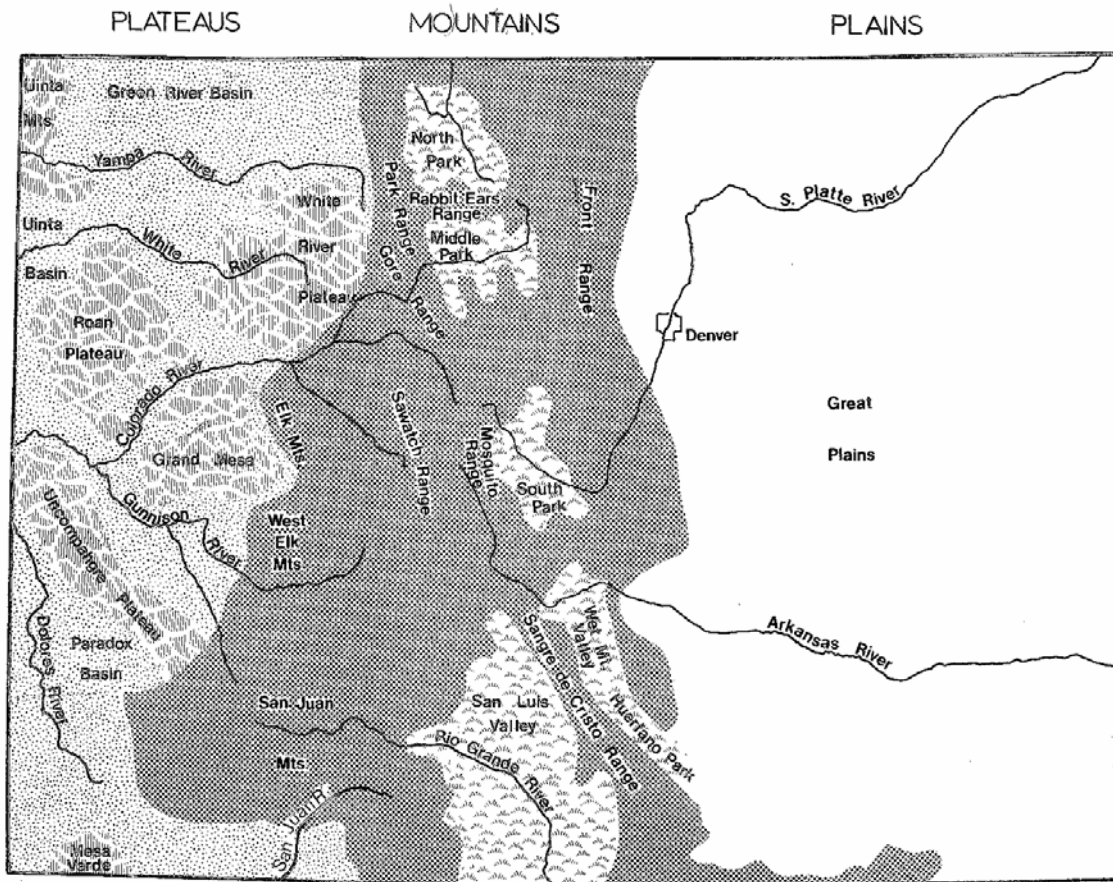 PLATEAUS
MOUNTAINS
PLAINS
Uinta
Mts.
Green River Basin
Yampa River
North
Park
Park Range
Rabbit Ears
Range
Middle
Park
Gore Range
Front Range
S. Platte River
White
River
Plateau
Uinta
Basin
White River
Roan
Plateau
Denver
Colorado River
Elk Mts.
Sawatch Range
Mosquito
Range
Great
Plains
Grand Mesa
South
Park
Gunnison River
West
Elk
Mts.
Uncompahgre Plateau
Dolores River
Paradox
Basin
Wet Mt.
Valley
Arkansas River
Sangre de Cristo Range
Huerfano Park
San Juan
Mts.
San Luis
Valley
Rio Grande River
San Juan R.
Mesa
Varde